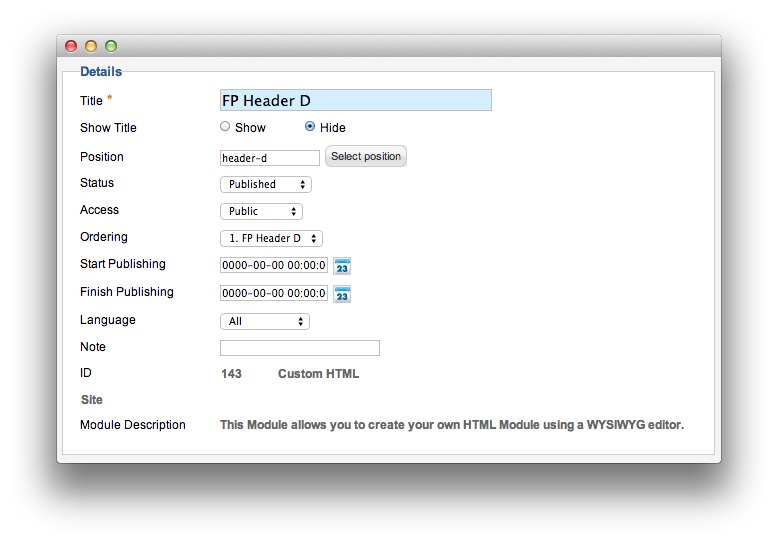 Details
Title * FP Header D
Show Title Show Hide
Position header-d Select position
Status Published
Access Public
Ordering 1. FP Header D
Start Publishing 0000-00-00 00:00:0 23
Finish Publishing 0000-00-00 00:00:0 23
Language All
Note
ID 143 Custom HTML
Site
Module Description This Module allows you to create your own HTML Module using a WYSIWYG editor.